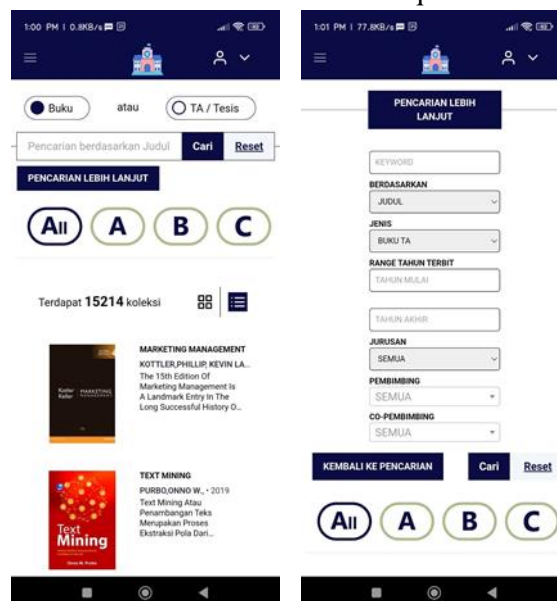 1:00 PM | 0.8KB/s
Buku
atau
TA / Tesis
Pencarian berdasarkan Judul
Cari
Reset
PENCARIAN LEBIH LANJUT
All
A
B
C
Terdapat 15214 koleksi
MARKETING MANAGEMENT
KOTTLER,PHILLIP, KEVIN LA...
The 15th Edition Of
Marketing Management Is
A Landmark Entry In The
Long Successful History O...
Kotler
Keller
MARKETING
MANAGEMENT
TEXT MINING
PURBO,ONNO W., • 2019
Text Mining Atau
Penambangan Teks
Merupakan Proses
Ekstraksi Pola Dari...
Text
Mining
1:01 PM | 77.8KB/s
PENCARIAN LEBIH
LANJUT
KEYWORD
BERDASARKAN
JUDUL
JENIS
BUKU TA
RANGE TAHUN TERBIT
TAHUN MULAI
TAHUN AKHIR
JURUSAN
SEMUA
PEMBIMBING
SEMUA
CO-PEMBIMBING
SEMUA
KEMBALI KE PENCARIAN
Cari
Reset
All
A
B
C